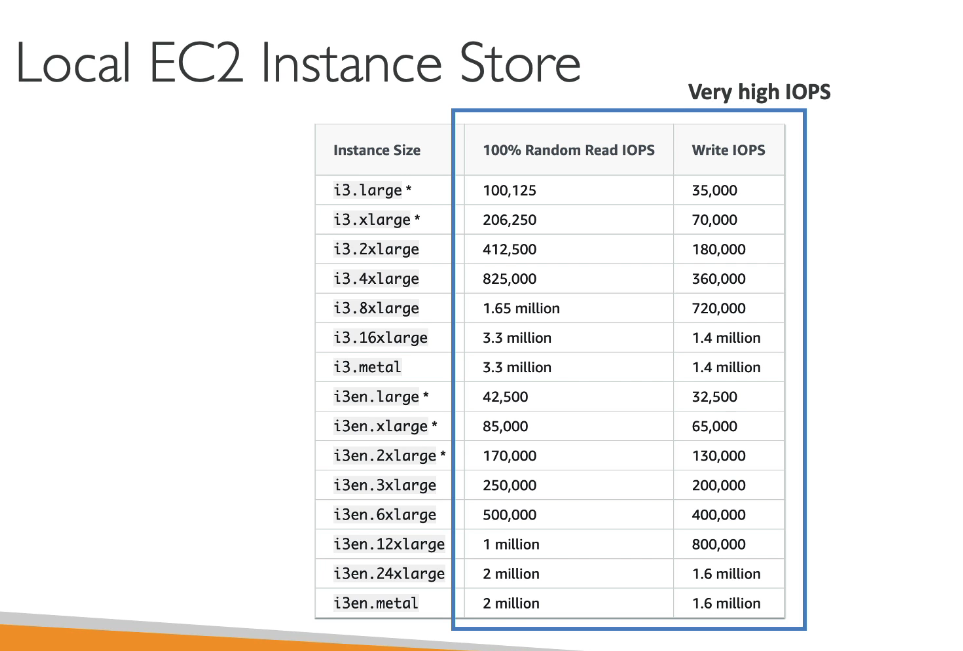 Local EC2 Instance Store
Very high IOPS
Instance Size 100% Random Read IOPS Write IOPS
i3.large * 100,125 35,000
i3.xlarge * 206,250 70,000
i3.2xlarge 412,500 180,000
i3.4xlarge 825,000 360,000
i3.8xlarge 1.65 million 720,000
i3.16xlarge 3.3 million 1.4 million
i3.metal 3.3 million 1.4 million
i3en.large * 42,500 32,500
i3en.xlarge * 85,000 65,000
i3en.2xlarge * 170,000 130,000
i3en.3xlarge 250,000 200,000
i3en.6xlarge 500,000 400,000
i3en.12xlarge 1 million 800,000
i3en.24xlarge 2 million 1.6 million
i3en.metal 2 million 1.6 million